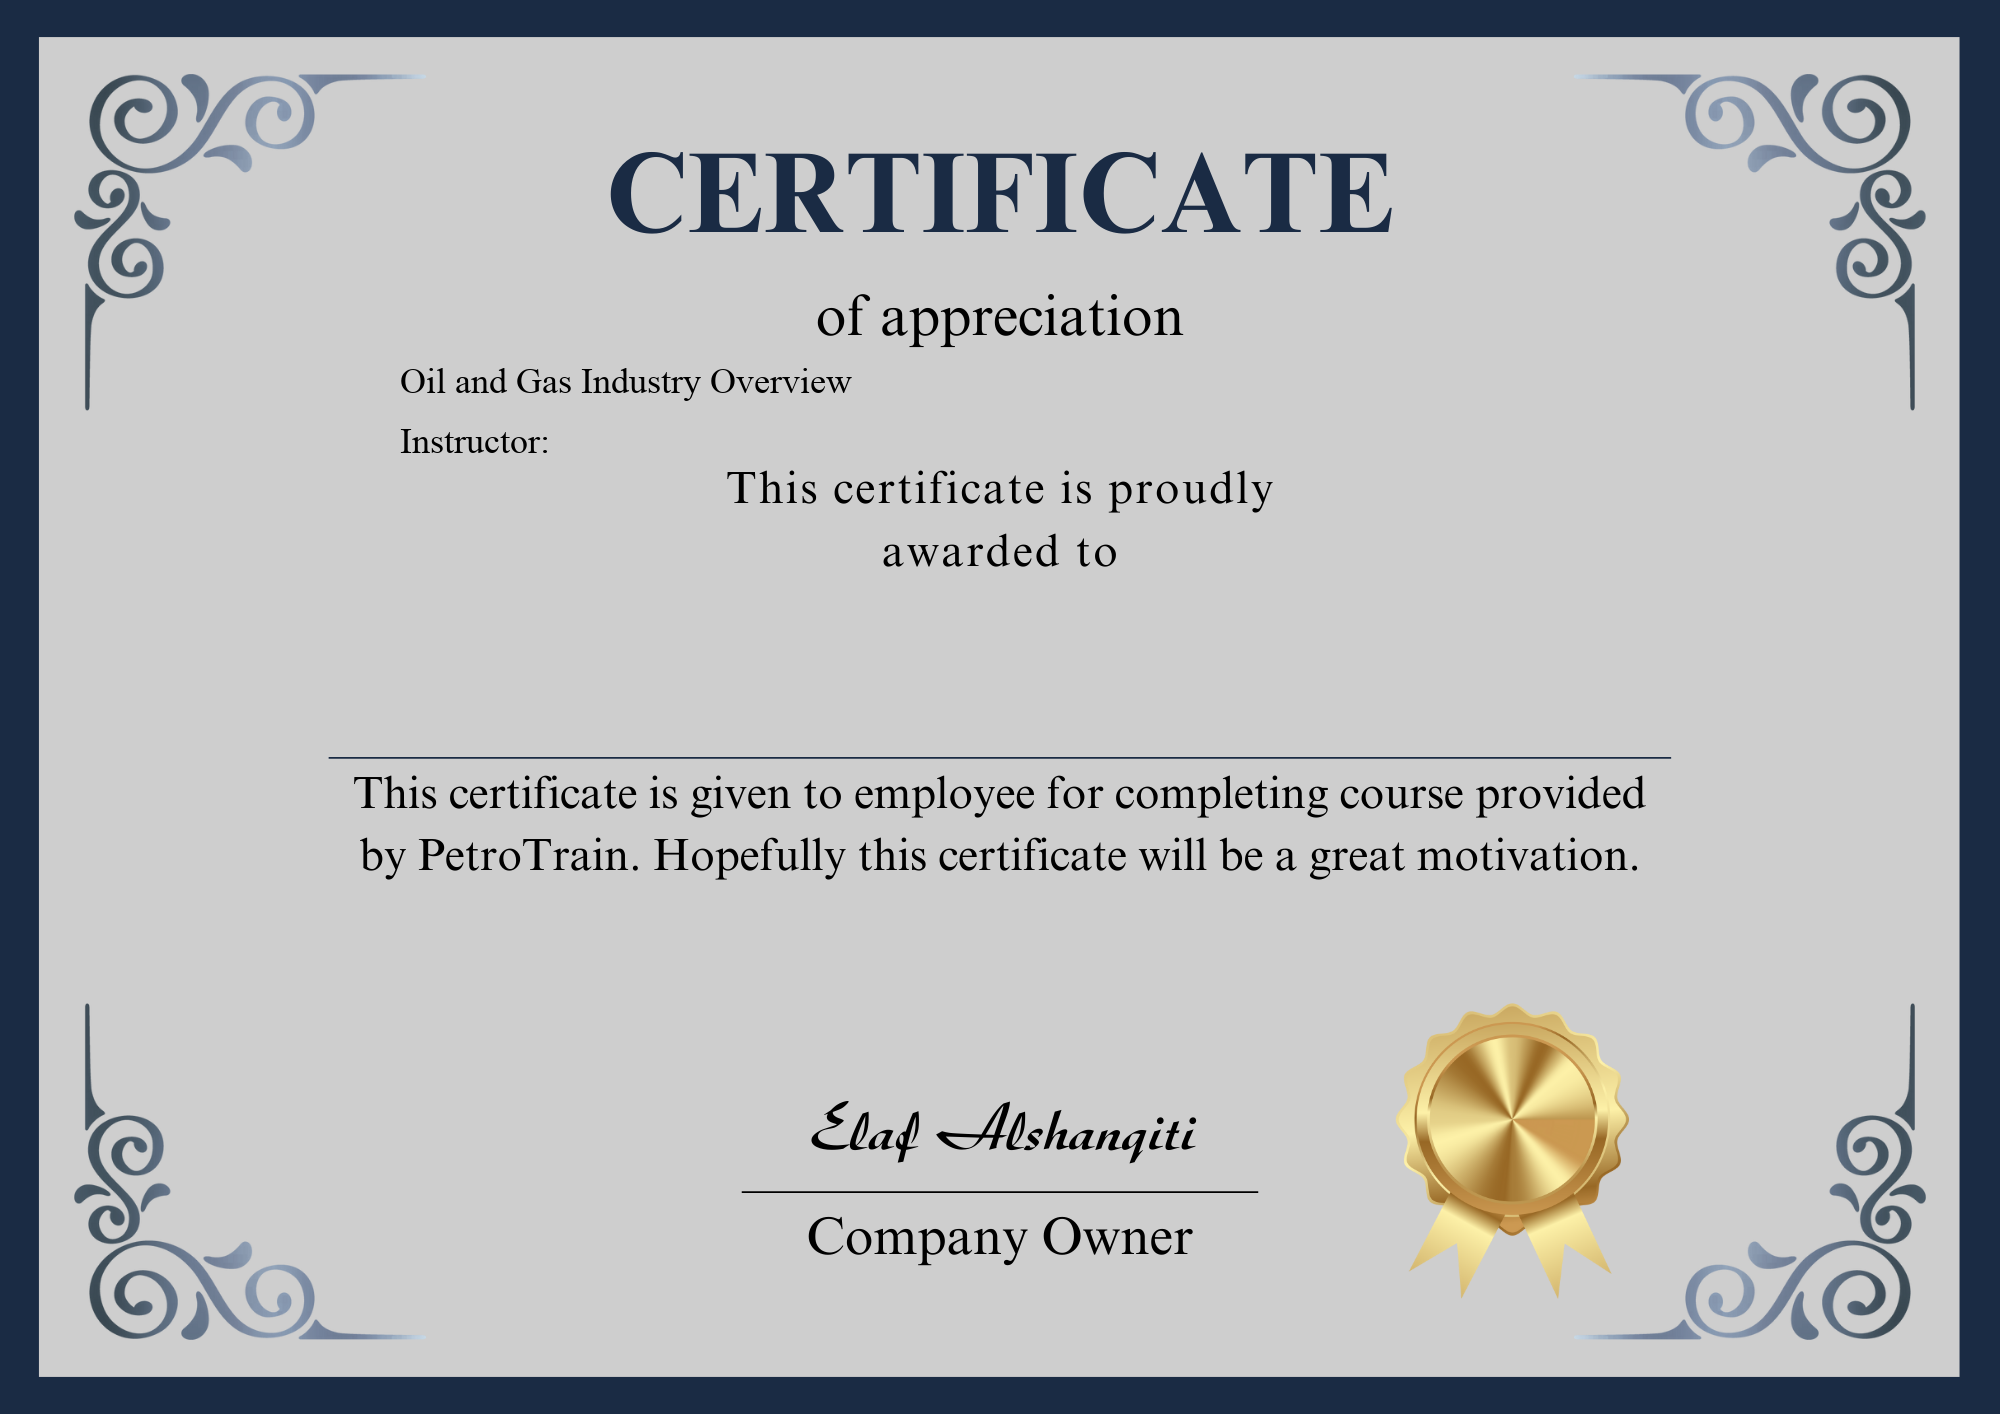 CERTIFICATE
of appreciation
Oil and Gas Industry Overview
Instructor:
This certificate is proudly
awarded to
This certificate is given to employee for completing course provided
by PetroTrain. Hopefully this certificate will be a great motivation.
Elaf Alshanqiti
Company Owner